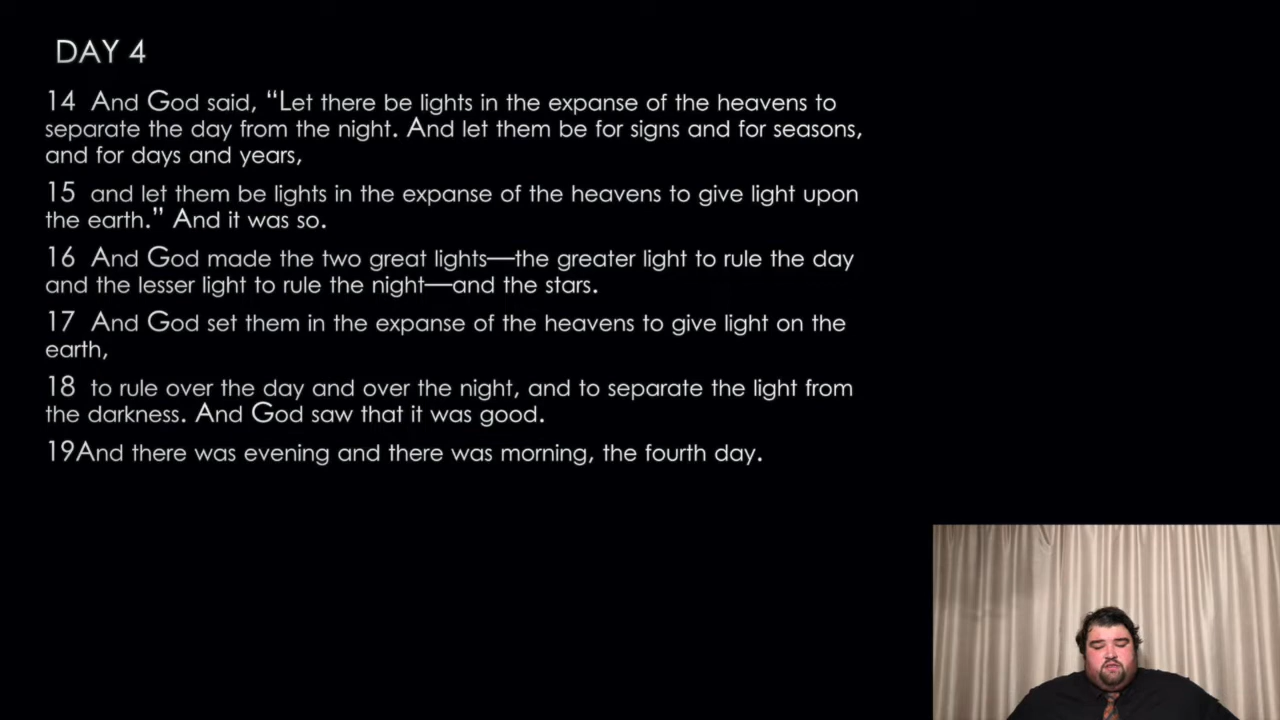 DAY 4
14 And God said, “Let there be lights in the expanse of the heavens to
separate the day from the night. And let them be for signs and for seasons,
and for days and years,
15 and let them be lights in the expanse of the heavens to give light upon
the earth.” And it was so.
16 And God made the two great lights—the greater light to rule the day
and the lesser light to rule the night—and the stars.
17 And God set them in the expanse of the heavens to give light on the
earth,
18 to rule over the day and over the night, and to separate the light from
the darkness. And God saw that it was good.
19And there was evening and there was morning, the fourth day.